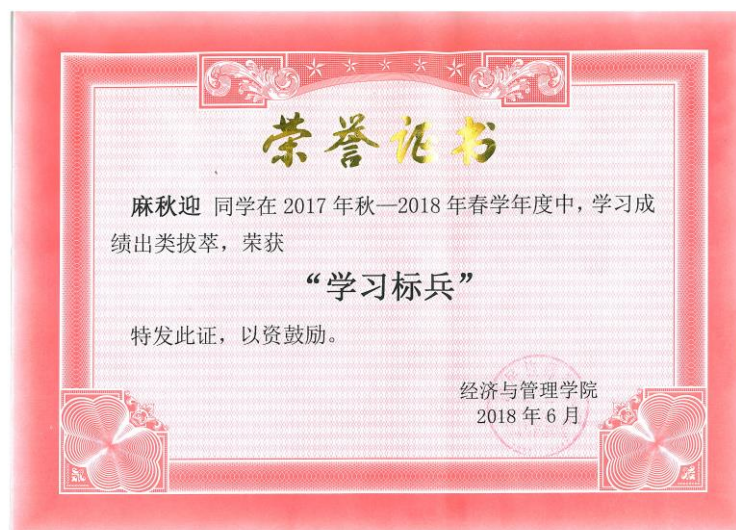 荣誉证书
麻秋迎 同学在 2017 年秋—2018 年春学年度中，学习成
绩出类拔萃，荣获
“学习标兵”
特发此证，以资鼓励。
经济与管理学院
2018 年 6 月